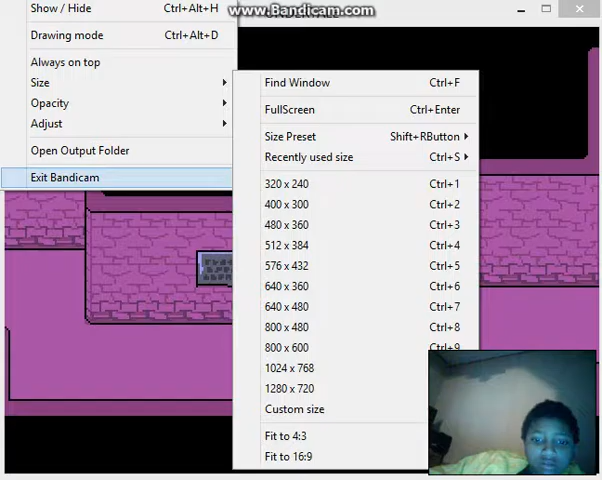 www.Bandicam.com
UNDERTALE
Show / Hide Ctrl+Alt+H
Drawing mode Ctrl+Alt+D
Always on top
Size
Opacity
Adjust
Open Output Folder
Exit Bandicam
Find Window Ctrl+F
FullScreen Ctrl+Enter
Size Preset Shift+RButton
Recently used size Ctrl+S
320 x 240 Ctrl+1
400 x 300 Ctrl+2
480 x 360 Ctrl+3
512 x 384 Ctrl+4
576 x 432 Ctrl+5
640 x 360 Ctrl+6
640 x 480 Ctrl+7
800 x 480 Ctrl+8
800 x 600 Ctrl+9
1024 x 768
1280 x 720
Custom size
Fit to 4:3
Fit to 16:9